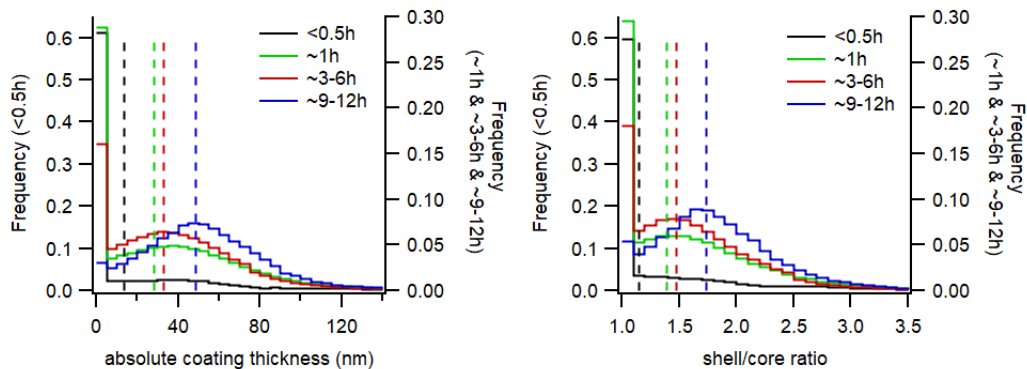 Frequency (<0.5h)
0.6
0.5
0.4
0.3
0.2
0.1
0.0
<0.5h
~1h
~3-6h
~9-12h
0.30
0.25
0.20
0.15
0.10
0.05
0.00
Frequency
(~1h & ~3-6h & ~9-12h)
0
40
80
120
absolute coating thickness (nm)
Frequency (<0.5h)
0.6
0.5
0.4
0.3
0.2
0.1
0.0
<0.5h
~1h
~3-6h
~9-12h
0.30
0.25
0.20
0.15
0.10
0.05
0.00
Frequency
(~1h & ~3-6h & ~9-12h)
1.0
1.5
2.0
2.5
3.0
3.5
shell/core ratio